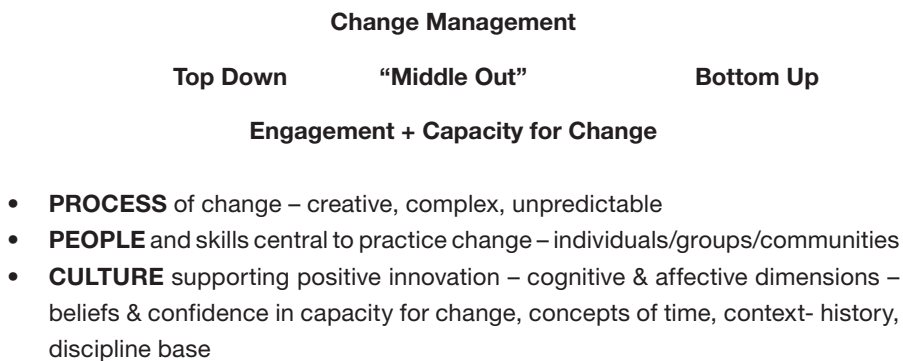 Change Management
Top Down “Middle Out” Bottom Up
Engagement + Capacity for Change
• PROCESS of change – creative, complex, unpredictable
• PEOPLE and skills central to practice change – individuals/groups/communities
• CULTURE supporting positive innovation – cognitive & affective dimensions –
beliefs & confidence in capacity for change, concepts of time, context- history,
discipline base